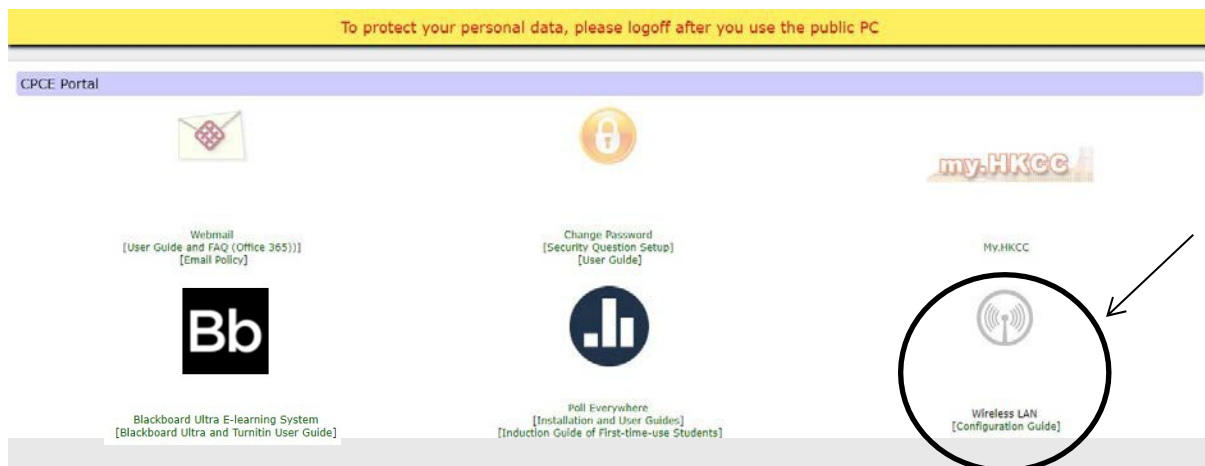 To protect your personal data, please logoff after you use the public PC
CPCE Portal
my.HKCC
Webmail
[User Guide and FAQ (Office 365))]
[Email Policy]
Change Password
[Security Question Setup]
[User Guide]
My.HKCC
Bb
Blackboard Ultra E-learning System
[Blackboard Ultra and Turnitin User Guide]
Poll Everywhere
[Installation and User Guides]
[Induction Guide of First-time-use Students]
Wireless LAN
[Configuration Guide]